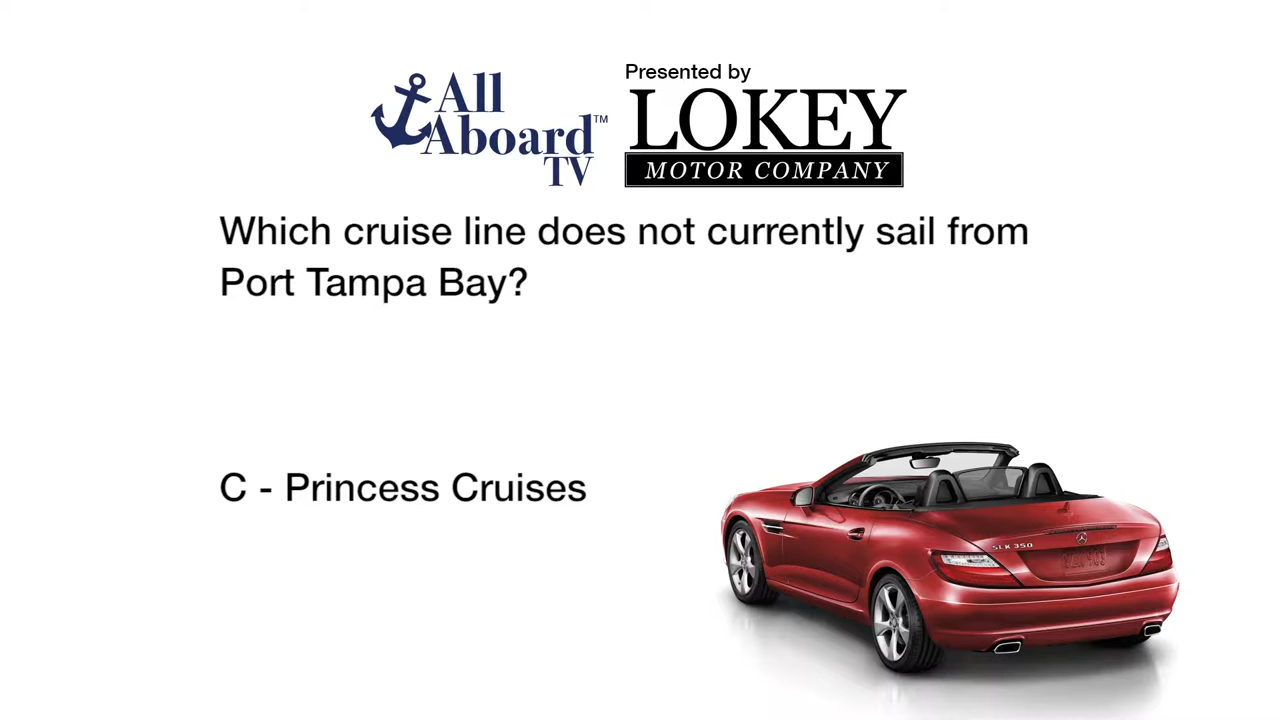 All
Aboard™
TV
Presented by
LOKEY
MOTOR COMPANY
Which cruise line does not currently sail from
Port Tampa Bay?
C - Princess Cruises
SLK 350